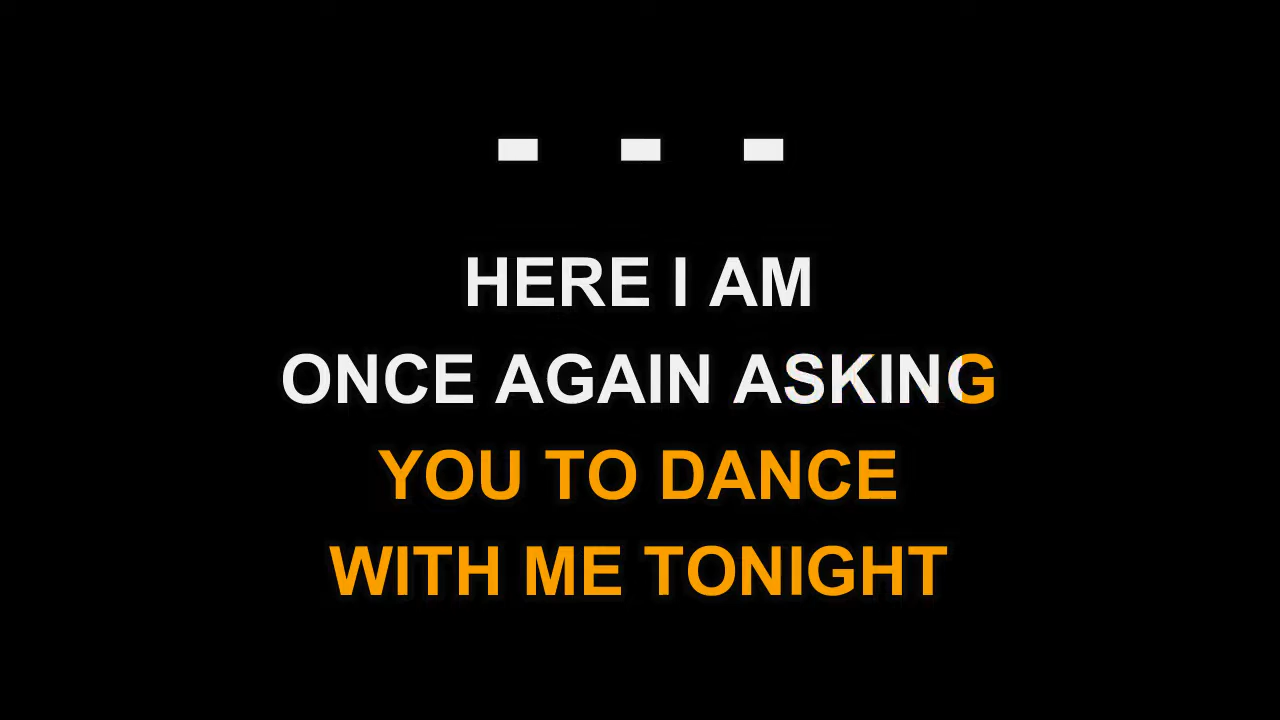 - - -
HERE I AM
ONCE AGAIN ASKING
YOU TO DANCE
WITH ME TONIGHT